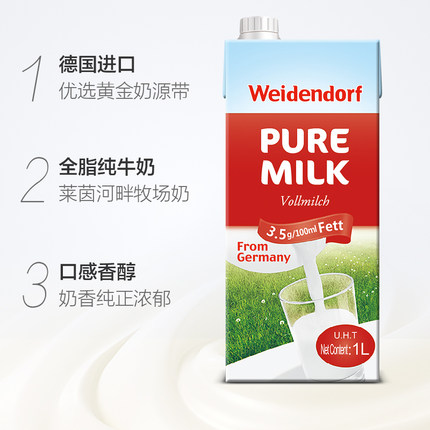 1
德国进口
优选黄金奶源带
2
全脂纯牛奶
莱茵河畔牧场奶
3
口感香醇
奶香纯正浓郁
Weidendorf
PURE
MILK
Vollmilch
3.5g/100ml Fett
From
Germany
U.H.T
Net Content: 1L